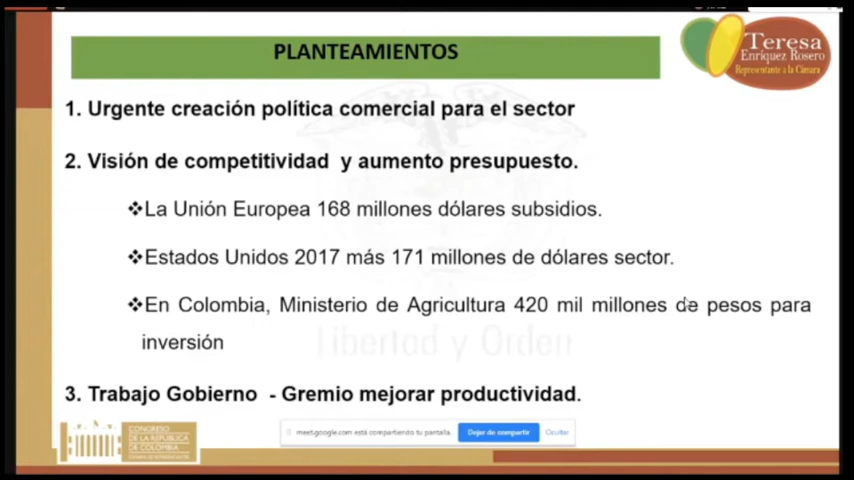 PLANTEAMIENTOS
Teresa
Enríquez Rosero
Representante a la Cámara
1. Urgente creación política comercial para el sector
2. Visión de competitividad y aumento presupuesto.
❖La Unión Europea 168 millones dólares subsidios.
❖Estados Unidos 2017 más 171 millones de dólares sector.
❖En Colombia, Ministerio de Agricultura 420 mil millones de pesos para
inversión
Libertad y Orden
3. Trabajo Gobierno - Gremio mejorar productividad.
CONGRESO
DE LA REPÚBLICA
DE COLOMBIA
CÁMARA DE REPRESENTANTES
meet.google.com está compartiendo tu pantalla.
Dejar de compartir
Ocultar